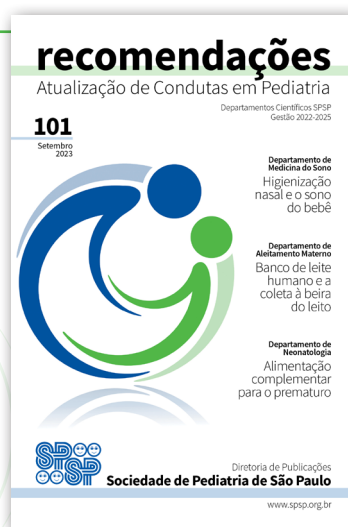 recomendações
Atualização de Condutas em Pediatria
Departamentos Científicos SPSP
Gestão 2022-2025
101
Setembro
2023
Departamento de
Medicina do Sono
Higienização
nasal e o sono
do bebê
Departamento de
Aleitamento Materno
Banco de leite
humano e a
coleta à beira
do leito
Departamento de
Neonatologia
Alimentação
complementar
para o prematuro
SP
SP
Diretoria de Publicações
Sociedade de Pediatria de São Paulo
www.spsp.org.br